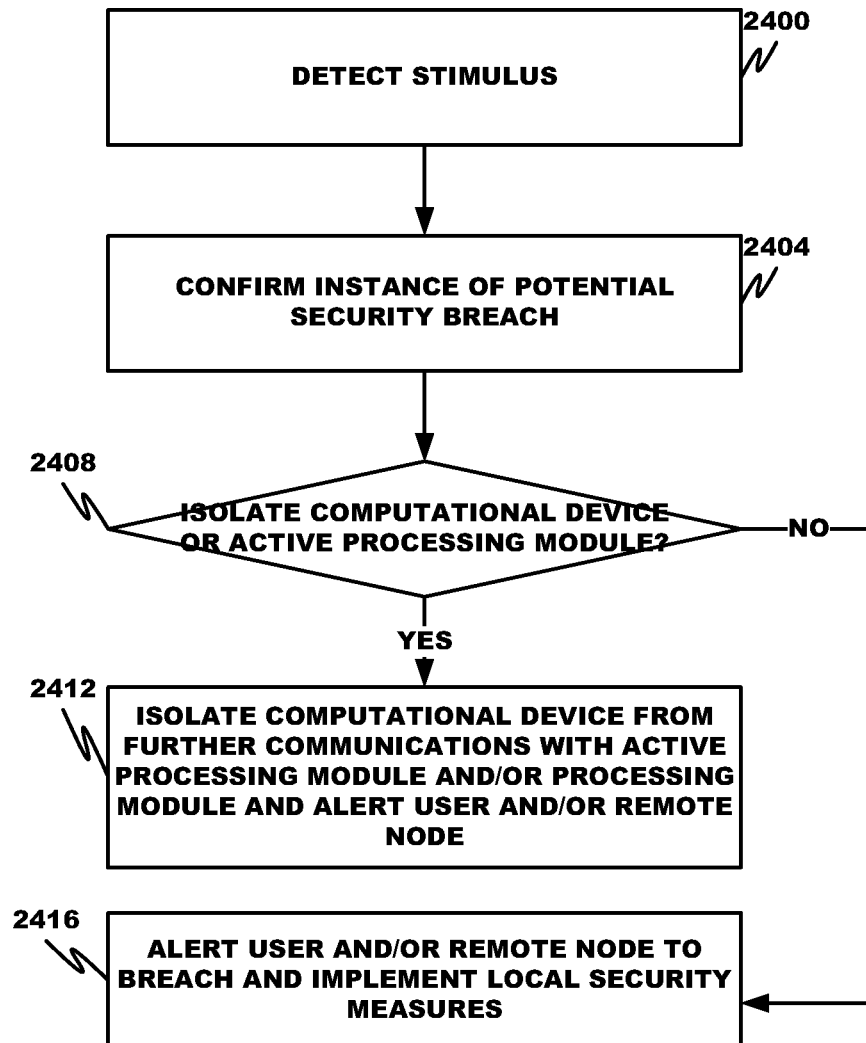 2400
DETECT STIMULUS
2404
CONFIRM INSTANCE OF POTENTIAL
SECURITY BREACH
2408
ISOLATE COMPUTATIONAL DEVICE
OR ACTIVE PROCESSING MODULE?
NO
YES
2412
ISOLATE COMPUTATIONAL DEVICE FROM
FURTHER COMMUNICATIONS WITH ACTIVE
PROCESSING MODULE AND/OR PROCESSING
MODULE AND ALERT USER AND/OR REMOTE
NODE
2416
ALERT USER AND/OR REMOTE NODE TO
BREACH AND IMPLEMENT LOCAL SECURITY
MEASURES